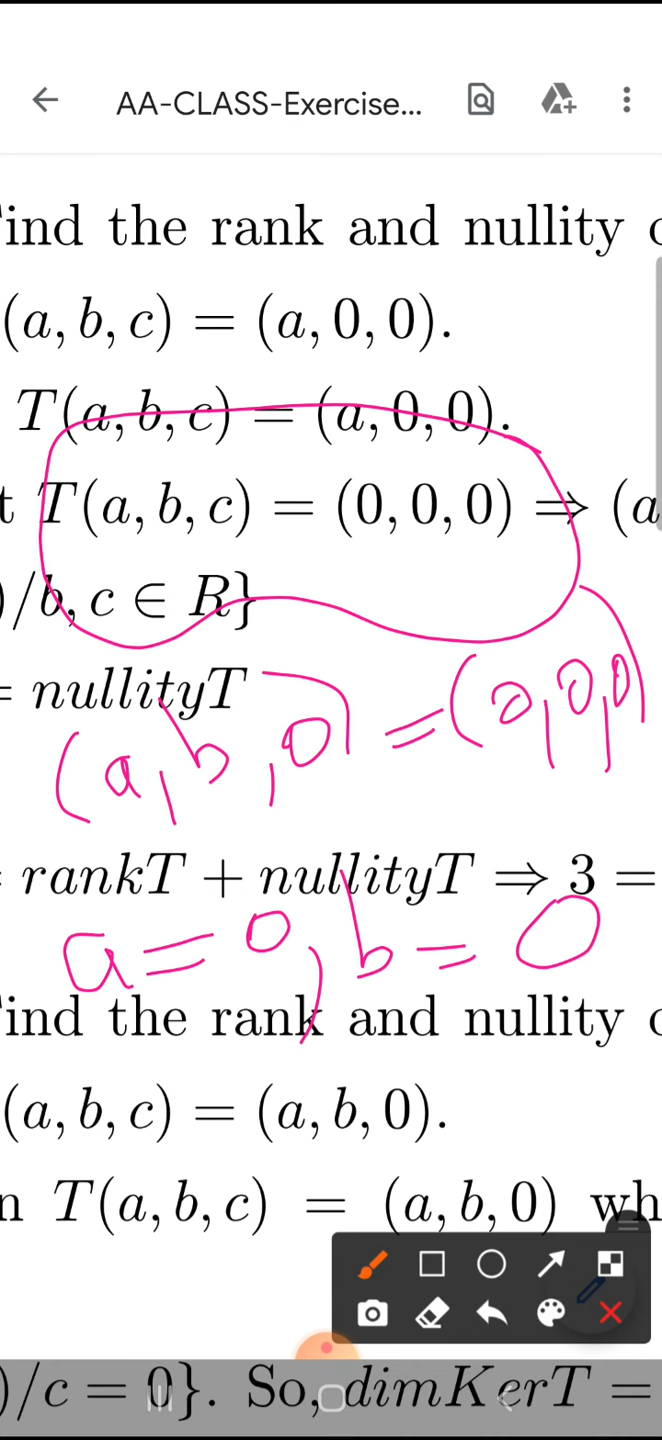 AA-CLASS-Exercise...
ind the rank and nullity
(a, b, c) = (a, 0, 0).
T(a, b, c) = (a, 0, 0).
t T(a, b, c) = (0, 0, 0) ⇒ (a
)/b, c ∈ R}
= nullityT
(a, b, 0) = (0, 0, 0)
rankT + nullityT ⇒ 3 =
a = 0, b = 0
ind the rank and nullity
(a, b, c) = (a, b, 0).
n T(a, b, c) = (a, b, 0) wh
)/c = 0}. So, dimKerT =